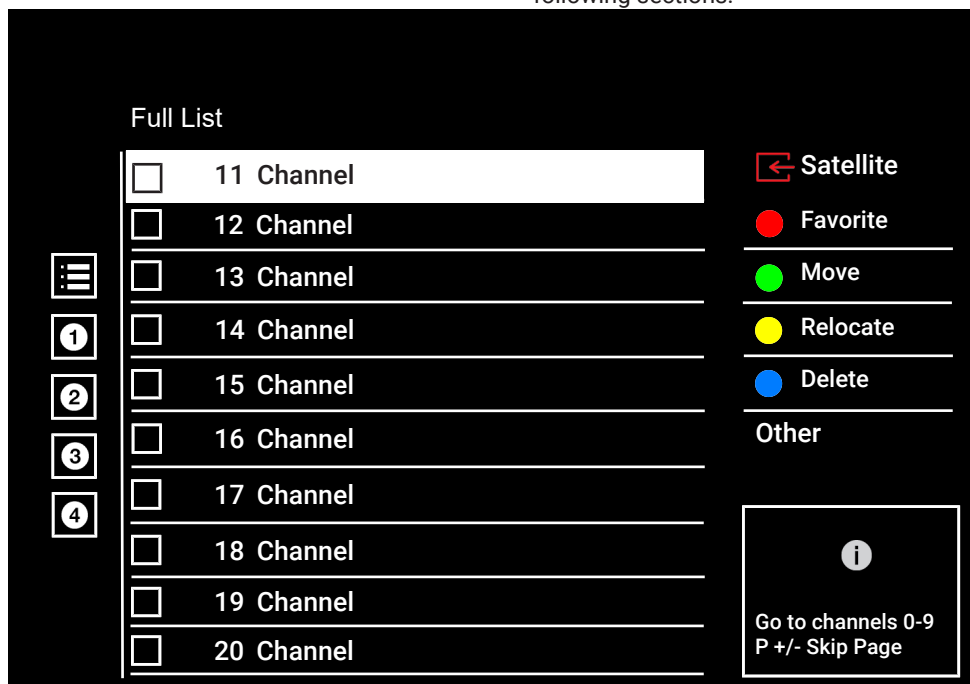 following sections.
Full List
11 Channel
12 Channel
13 Channel
14 Channel
15 Channel
16 Channel
17 Channel
18 Channel
19 Channel
20 Channel
1
2
3
4
Satellite
Favorite
Move
Relocate
Delete
Other
i
Go to channels 0-9
P +/- Skip Page